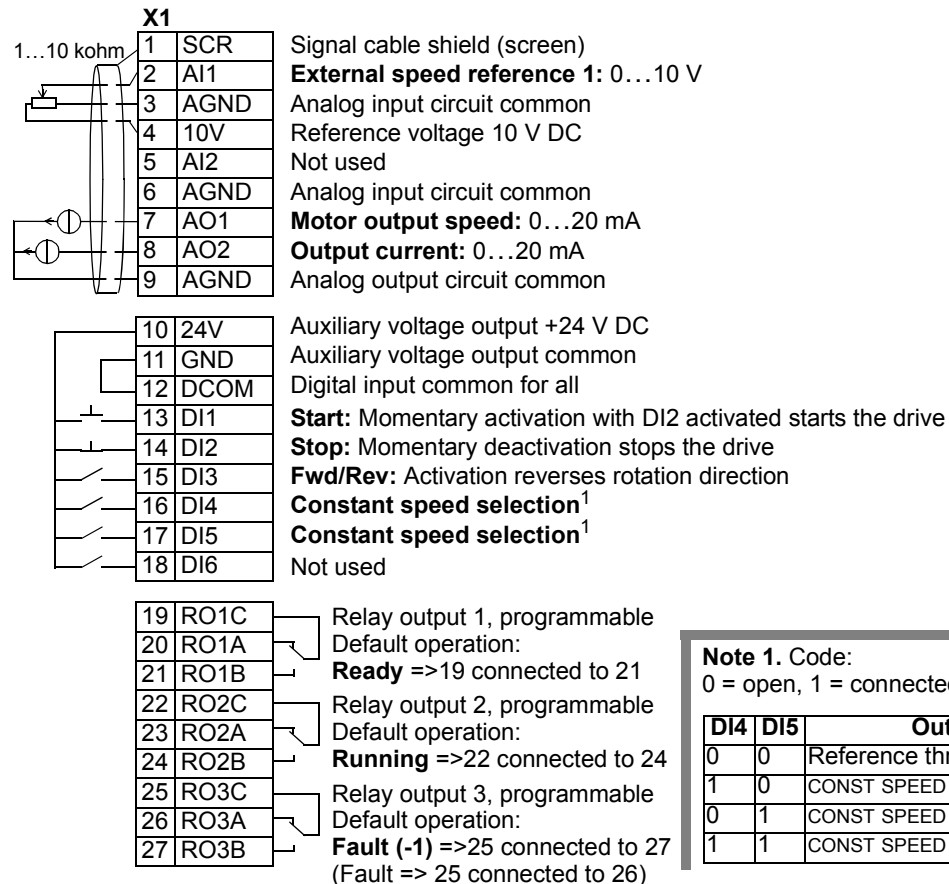 X1
1…10 kohm
1 SCR Signal cable shield (screen)
2 AI1 External speed reference 1: 0…10 V
3 AGND Analog input circuit common
4 10V Reference voltage 10 V DC
5 AI2 Not used
6 AGND Analog input circuit common
7 AO1 Motor output speed: 0…20 mA
8 AO2 Output current: 0…20 mA
9 AGND Analog output circuit common
10 24V Auxiliary voltage output +24 V DC
11 GND Auxiliary voltage output common
12 DCOM Digital input common for all
13 DI1 Start: Momentary activation with DI2 activated starts the drive
14 DI2 Stop: Momentary deactivation stops the drive
15 DI3 Fwd/Rev: Activation reverses rotation direction
16 DI4 Constant speed selection1
17 DI5 Constant speed selection1
18 DI6 Not used
19 RO1C Relay output 1, programmable
20 RO1A Default operation:
21 RO1B Ready =>19 connected to 21
22 RO2C Relay output 2, programmable
23 RO2A Default operation:
24 RO2B Running =>22 connected to 24
25 RO3C Relay output 3, programmable
26 RO3A Default operation:
27 RO3B Fault (-1) =>25 connected to 27
(Fault => 25 connected to 26)
Note 1. Code:
0 = open, 1 =
DI4 DI5
0 0 Reference
1 0 CONST SPEED
0 1 CONST SPEED
1 1 CONST SPEED